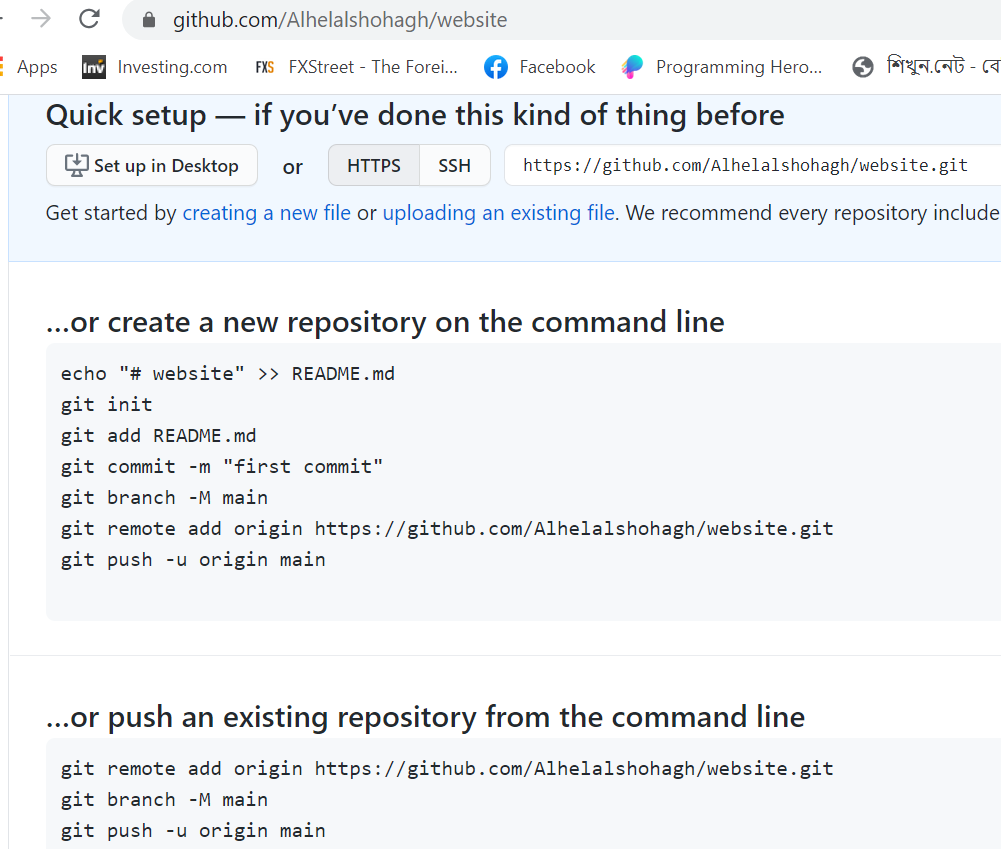 github.com/Alhelalshohagh/website
Apps Inv Investing.com FXS FXStreet - The Forei... Facebook Programming Hero... শিখুন.নেট - বে
Quick setup — if you’ve done this kind of thing before
Set up in Desktop or HTTPS SSH https://github.com/Alhelalshohagh/website.git
Get started by creating a new file or uploading an existing file. We recommend every repository include
…or create a new repository on the command line
echo "# website" >> README.md
git init
git add README.md
git commit -m "first commit"
git branch -M main
git remote add origin https://github.com/Alhelalshohagh/website.git
git push -u origin main
…or push an existing repository from the command line
git remote add origin https://github.com/Alhelalshohagh/website.git
git branch -M main
git push -u origin main